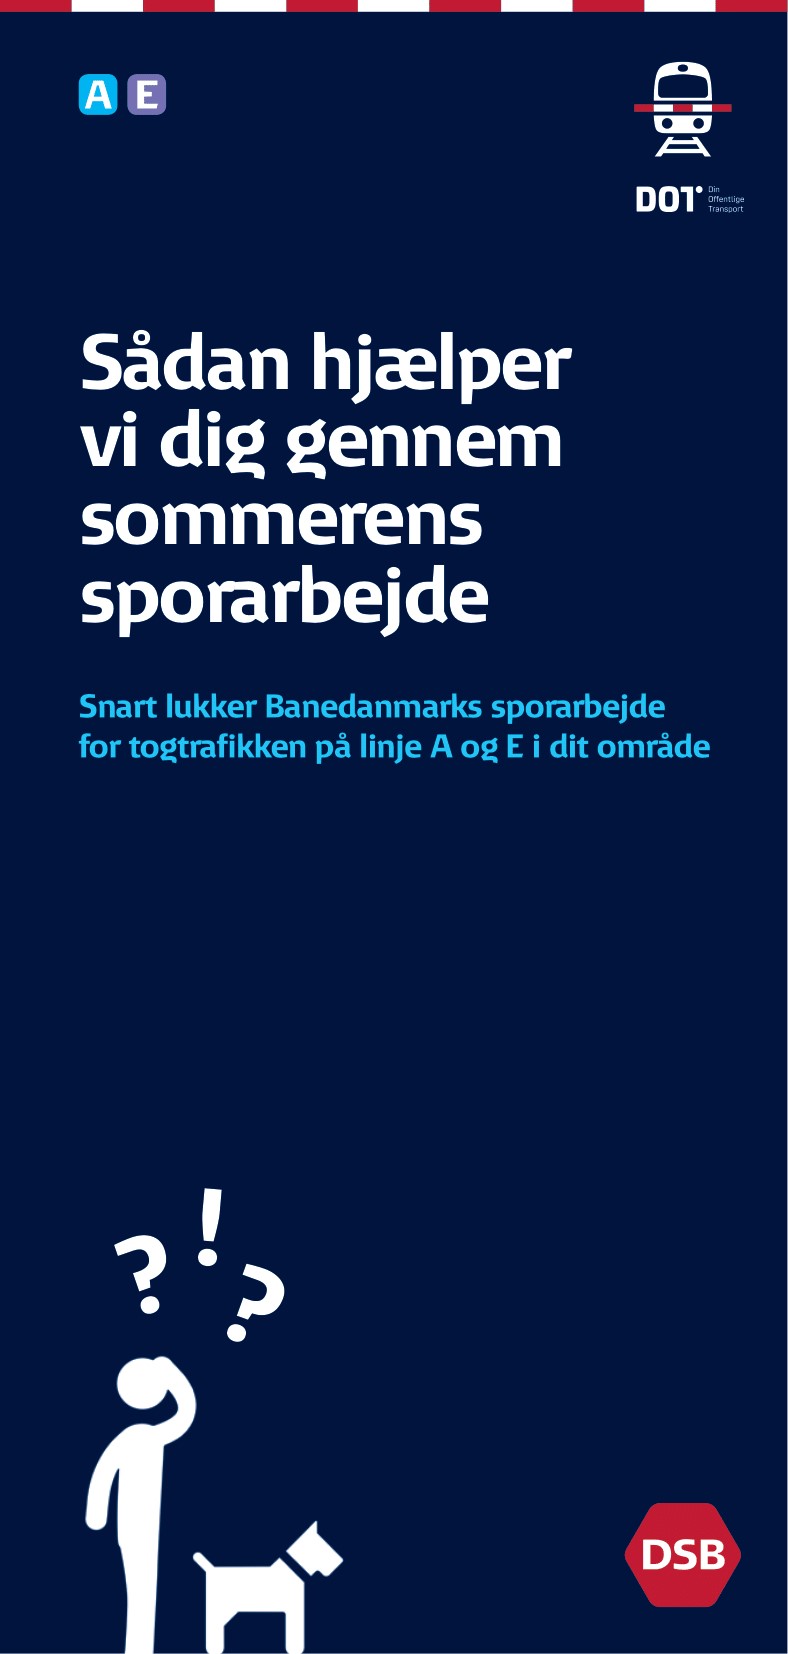 A E
DOT Din
Offentlige
Transport
Sådan hjælper
vi dig gennem
sommerens
sporarbejde
Snart lukker Banedanmarks sporarbejde
for togtrafikken på linje A og E i dit område
? ! ?
DSB